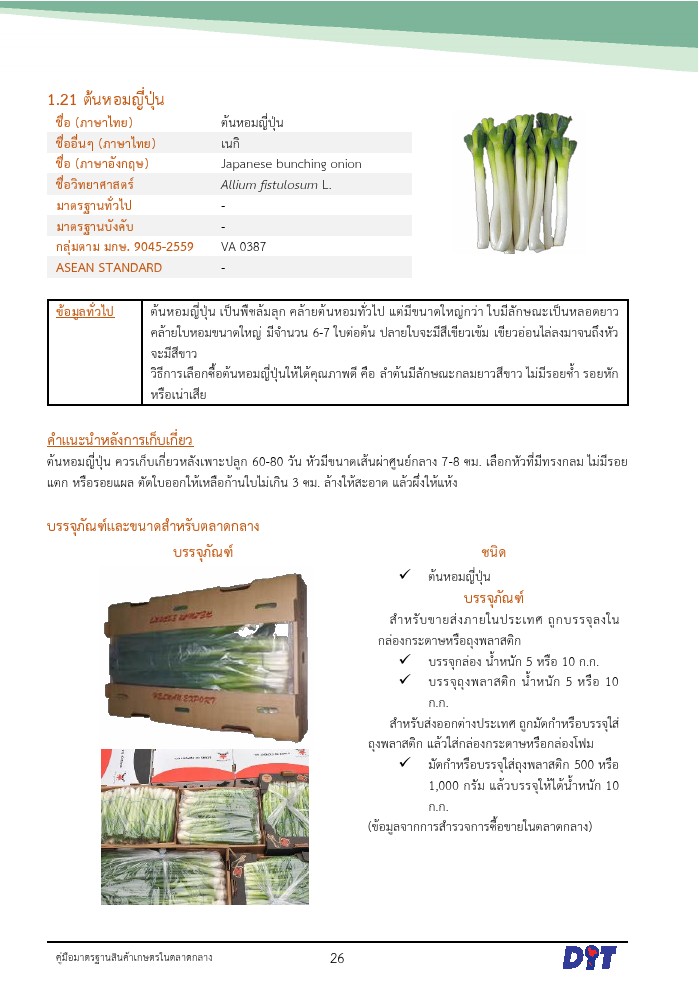 1.21 ต้นหอมญี่ปุ่น
ชื่อ (ภาษาไทย) ต้นหอมญี่ปุ่น
ชื่ออื่นๆ (ภาษาไทย) เนกิ
ชื่อ (ภาษาอังกฤษ) Japanese bunching onion
ชื่อวิทยาศาสตร์ Allium fistulosum L.
มาตรฐานทั่วไป -
มาตรฐานบังคับ -
กลุ่มตาม มกษ. 9045-2559 VA 0387
ASEAN STANDARD -
ข้อมูลทั่วไป ต้นหอมญี่ปุ่น เป็นพืชล้มลุก คล้ายต้นหอมทั่วไป แต่มีขนาดใหญ่กว่า ใบมีลักษณะเป็นหลอดยาว
คล้ายใบหอมขนาดใหญ่ มีจำนวน 6-7 ใบต่อต้น ปลายใบจะมีสีเขียวเข้ม เขียวอ่อนไล่ลงมาจนถึงหัว
จะมีสีขาว
วิธีการเลือกซื้อต้นหอมญี่ปุ่นให้ได้คุณภาพดี คือ ลำต้นมีลักษณะกลมยาวสีขาว ไม่มีรอยช้ำ รอยหัก
หรือเน่าเสีย
คำแนะนำหลังการเก็บเกี่ยว
ต้นหอมญี่ปุ่น ควรเก็บเกี่ยวหลังเพาะปลูก 60-80 วัน หัวมีขนาดเส้นผ่าศูนย์กลาง 7-8 ซม. เลือกหัวที่มีทรงกลม ไม่มีรอย
แตก หรือรอยแผล ตัดใบออกให้เหลือก้านใบไม่เกิน 3 ซม. ล้างให้สะอาด แล้วผึ่งให้แห้ง
บรรจุภัณฑ์และขนาดสำหรับตลาดกลาง
บรรจุภัณฑ์
ชนิด
✓ ต้นหอมญี่ปุ่น
บรรจุภัณฑ์
สำหรับขายส่งภายในประเทศ ถูกบรรจุลงใน
กล่องกระดาษหรือถุงพลาสติก
✓ บรรจุกล่อง น้ำหนัก 5 หรือ 10 ก.ก.
✓ บรรจุถุงพลาสติก น้ำหนัก 5 หรือ 10
ก.ก.
สำหรับส่งออกต่างประเทศ ถูกมัดกำหรือบรรจุใส่
ถุงพลาสติก แล้วใส่กล่องกระดาษหรือกล่องโฟม
✓ มัดกำหรือบรรจุใส่ถุงพลาสติก 500 หรือ
1,000 กรัม แล้วบรรจุให้ได้น้ำหนัก 10
ก.ก.
(ข้อมูลจากการสำรวจการซื้อขายในตลาดกลาง)
คู่มือมาตรฐานสินค้าเกษตรในตลาดกลาง
26
DIT